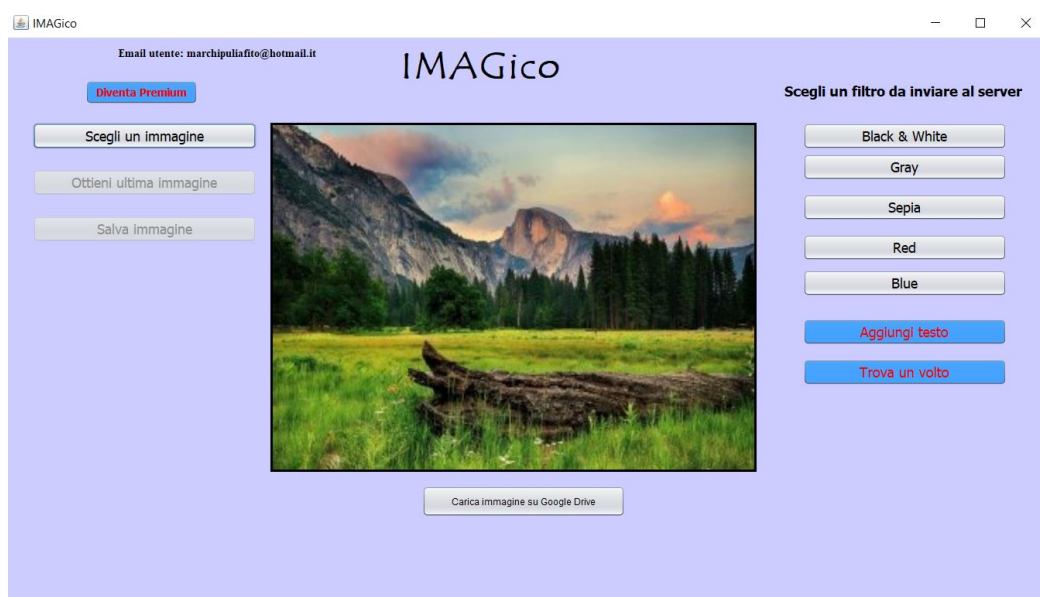 IMAGico
Email utente: marchipuliafito@hotmail.it
IMAGico
Diventa Premium
Scegli un filtro da inviare al server
Scegli un immagine
Ottieni ultima immagine
Salva immagine
Black & White
Gray
Sepia
Red
Blue
Aggiungi testo
Trova un volto
Carica immagine su Google Drive